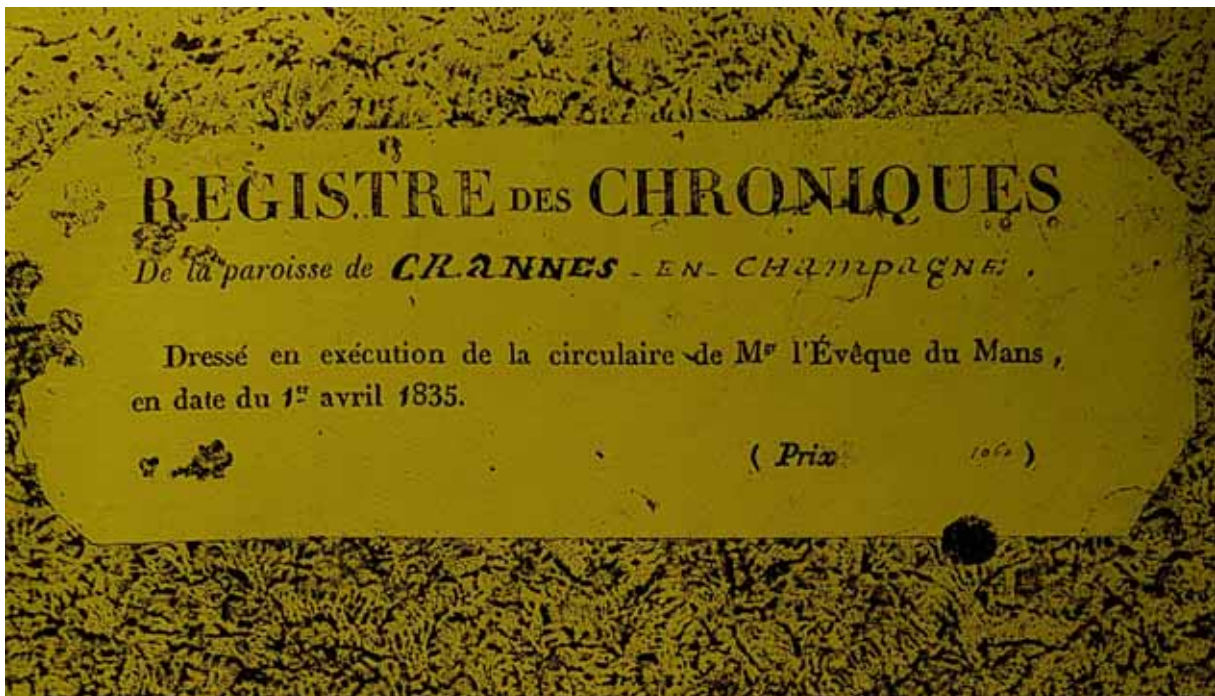 REGISTRE DES CHRONIQUES
De la paroisse de CRANNES - EN - CHAMPAGNE.
Dressé en exécution de la circulaire de Mgr l'Évêque du Mans,
en date du 1er avril 1835.
( Prix )